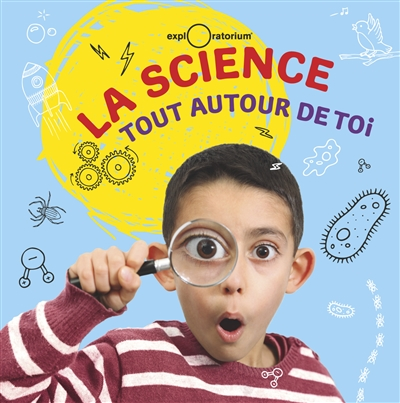 explOratorium®
LA SCIENCE
TOUT AUTOUR DE TOi